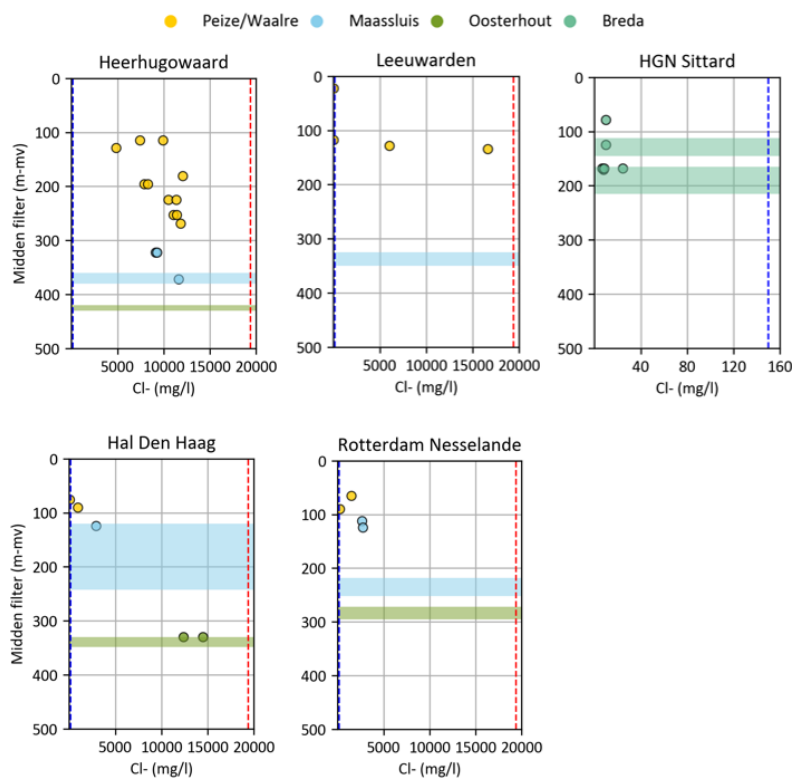 Peize/Waalre Maassluis Oosterhout Breda
Heerhugowaard
0
100
200
300
400
500
Midden filter (m-mv)
5000 10000 15000 20000
Cl- (mg/l)
Leeuwarden
0
100
200
300
400
500
5000 10000 15000 20000
Cl- (mg/l)
HGN Sittard
0
100
200
300
400
500
40 80 120 160
Cl- (mg/l)
Hal Den Haag
0
100
200
300
400
500
Midden filter (m-mv)
5000 10000 15000 20000
Cl- (mg/l)
Rotterdam Nesselande
0
100
200
300
400
500
5000 10000 15000 20000
Cl- (mg/l)